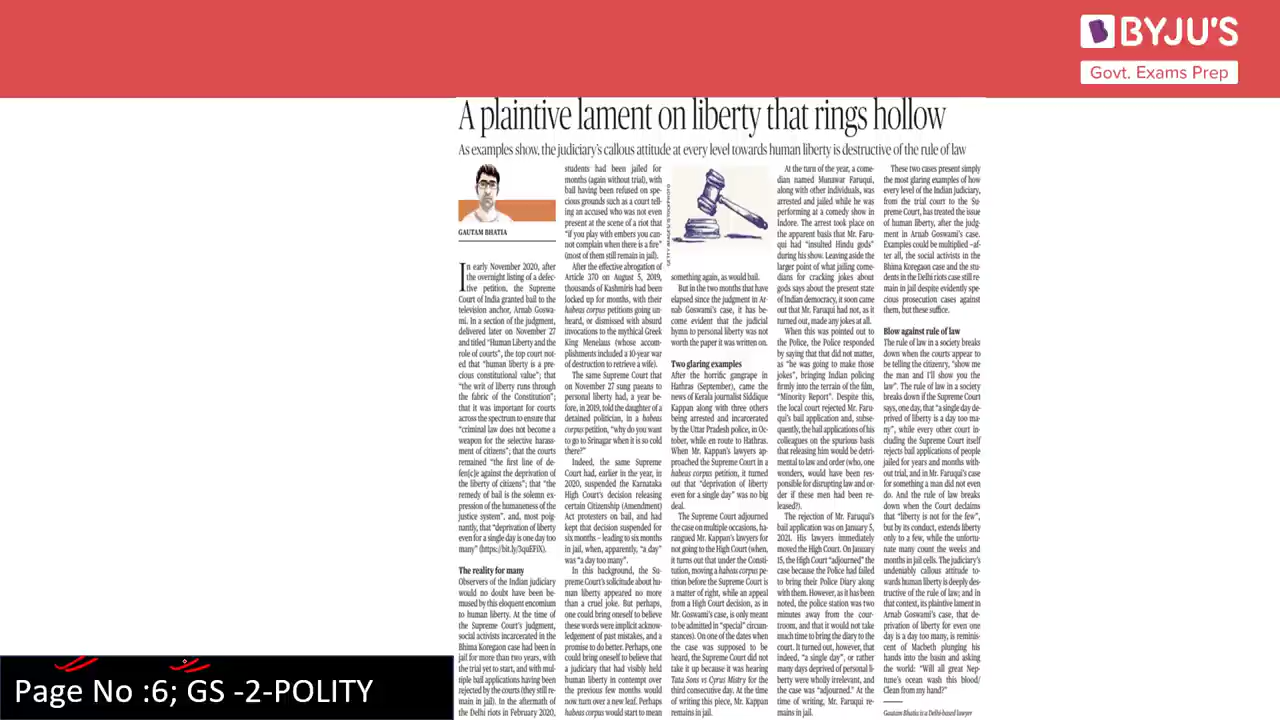 BYJU'S
Govt. Exams Prep
A plaintive lament on liberty that rings hollow
As examples show, the judiciary's callous attitude at every level towards human liberty is destructive of the rule of law
GAUTAM BHATIA
In early November 2020, after
the overnight listing of a defec-
tive petition, the Supreme
Court of India granted bail to the
television anchor, Arnab Goswa-
mi. In a section of the judgment,
delivered later on November 27
and titled "Human Liberty and the
role of courts", the top court not-
ed that "human liberty is a pre-
cious constitutional value"; that
"the writ of liberty runs through
the fabric of the Constitution";
that it was important for courts
across the spectrum to ensure that
"criminal law does not become a
weapon for the selective harass-
ment of citizens"; that the courts
remained "the first line of de-
fen[c]e against the deprivation of
the liberty of citizens"; that "the
remedy of bail is the solemn ex-
pression of the humaneness of the
justice system", and, most poig-
nantly, that "deprivation of liberty
even for a single day is one day too
many" (https://bit.ly/3quEFlX).
The reality for many
Observers of the Indian judiciary
would no doubt have been be-
mused by this eloquent encomium
to human liberty. At the time of
the Supreme Court's judgment,
social activists incarcerated in the
Bhima Koregaon case had been in
jail for more than two years, with
the trial yet to start, and with mul-
tiple bail applications having been
rejected by the courts (they still re-
main in jail). In the aftermath of
the Delhi riots in February 2020,
students had been jailed for
months (again without trial), with
bail having been refused on spe-
cious grounds such as a court tell-
ing an accused who was not even
present at the scene of a riot that
"if you play with embers you can-
not complain when there is a fire"
(most of them still remain in jail).
After the effective abrogation of
Article 370 on August 5, 2019,
thousands of Kashmiris had been
locked up for months, with their
habeas corpus petitions going un-
heard, or dismissed with absurd
invocations to the mythical Greek
King Menelaus (whose accom-
plishments included a 10-year war
of destruction to retrieve a wife).
The same Supreme Court that
on November 27 sung paeans to
personal liberty had, a year be-
fore, in 2019, told the daughter of a
detained politician, in a habeas
corpus petition, "why do you want
to go to Srinagar when it is so cold
there?"
Indeed, the same Supreme
Court had, earlier in the year, in
2020, suspended the Karnataka
High Court's decision releasing
certain Citizenship (Amendment)
Act protesters on bail, and had
kept that decision suspended for
six months – leading to six months
in jail, when, apparently, "a day"
was "a day too many".
In this background, the Su-
preme Court's solicitude about hu-
man liberty appeared no more
than a cruel joke. But perhaps,
one could bring oneself to believe
these words were implicit acknow-
ledgement of past mistakes, and a
promise to do better. Perhaps, one
could bring oneself to believe that
a judiciary that had visibly held
human liberty in contempt over
the previous few months would
now turn over a new leaf. Perhaps
habeas corpus would start to mean
GETTY IMAGES/ISTOCKPHOTO
something again, as would bail.
But in the two months that have
elapsed since the judgment in Ar-
nab Goswami's case, it has be-
come evident that the judicial
hymn to personal liberty was not
worth the paper it was written on.
Two glaring examples
After the horrific gangrape in
Hathras (September), came the
news of Kerala journalist Siddique
Kappan along with three others
being arrested and incarcerated
by the Uttar Pradesh police, in Oc-
tober, while en route to Hathras.
When Mr. Kappan's lawyers ap-
proached the Supreme Court in a
habeas corpus petition, it turned
out that "deprivation of liberty
even for a single day" was no big
deal.
The Supreme Court adjourned
the case on multiple occasions, ha-
rangued Mr. Kappan's lawyers for
not going to the High Court (when,
it turns out that under the Consti-
tution, moving a habeas corpus pe-
tition before the Supreme Court is
a matter of right, while an appeal
from a High Court decision, as in
Mr. Goswami's case, is only meant
to be admitted in "special" circum-
stances). On one of the dates when
the case was supposed to be
heard, the Supreme Court did not
take it up because it was hearing
Tata Sons vs Cyrus Mistry for the
third consecutive day. At the time
of writing this piece, Mr. Kappan
remains in jail.
At the turn of the year, a come-
dian named Munawar Faruqui,
along with other individuals, was
arrested and jailed while he was
performing at a comedy show in
Indore. The arrest took place on
the apparent basis that Mr. Faru-
qui had "insulted Hindu gods"
during his show. Leaving aside the
larger point of what jailing come-
dians for cracking jokes about
gods says about the present state
of Indian democracy, it soon came
out that Mr. Faruqui had not, as it
turned out, made any jokes at all.
When this was pointed out to
the Police, the Police responded
by saying that that did not matter,
as "he was going to make those
jokes", bringing Indian policing
firmly into the terrain of the film,
"Minority Report". Despite this,
the local court rejected Mr. Faru-
qui's bail application and, subse-
quently, the bail applications of his
colleagues on the spurious basis
that releasing him would be detri-
mental to law and order (who, one
wonders, would have been res-
ponsible for disrupting law and or-
der if these men had been re-
leased?).
The rejection of Mr. Faruqui's
bail application was on January 5,
2021. His lawyers immediately
moved the High Court. On January
15, the High Court "adjourned" the
case because the Police had failed
to bring their Police Diary along
with them. However, as it has been
noted, the police station was two
minutes away from the court-
room, and that it would not take
much time to bring the diary to the
court. It turned out, however, that
indeed, "a single day", or rather
many days deprived of personal li-
berty were wholly irrelevant, and
the case was "adjourned." At the
time of writing, Mr. Faruqui re-
mains in jail.
These two cases present simply
the most glaring examples of how
every level of the Indian judiciary,
from the trial court to the Su-
preme Court, has treated the issue
of human liberty, after the judg-
ment in Arnab Goswami's case.
Examples could be multiplied –af-
ter all, the social activists in the
Bhima Koregaon case and the stu-
dents in the Delhi riots case still re-
main in jail despite evidently spe-
cious prosecution cases against
them, but these suffice.
Blow against rule of law
The rule of law in a society breaks
down when the courts appear to
be telling the citizenry, "show me
the man and I'll show you the
law". The rule of law in a society
breaks down if the Supreme Court
says, one day, that "a single day de-
prived of liberty is a day too ma-
ny", while every other court in-
cluding the Supreme Court itself
rejects bail applications of people
jailed for years and months with-
out trial, and in Mr. Faruqui's case
for something a man did not even
do. And the rule of law breaks
down when the Court declaims
that "liberty is not for the few",
but by its conduct, extends liberty
only to a few, while the unfortu-
nate many count the weeks and
months in jail cells. The judiciary's
undeniably callous attitude to-
wards human liberty is deeply des-
tructive of the rule of law; and in
that context, its plaintive lament in
Arnab Goswami's case, that de-
privation of liberty for even one
day is a day too many, is reminis-
cent of Macbeth plunging his
hands into the basin and asking
the world: "Will all great Nep-
tune's ocean wash this blood/
Clean from my hand?"
Gautam Bhatia is a Delhi-based lawyer
Page No :6; GS -2-POLITY